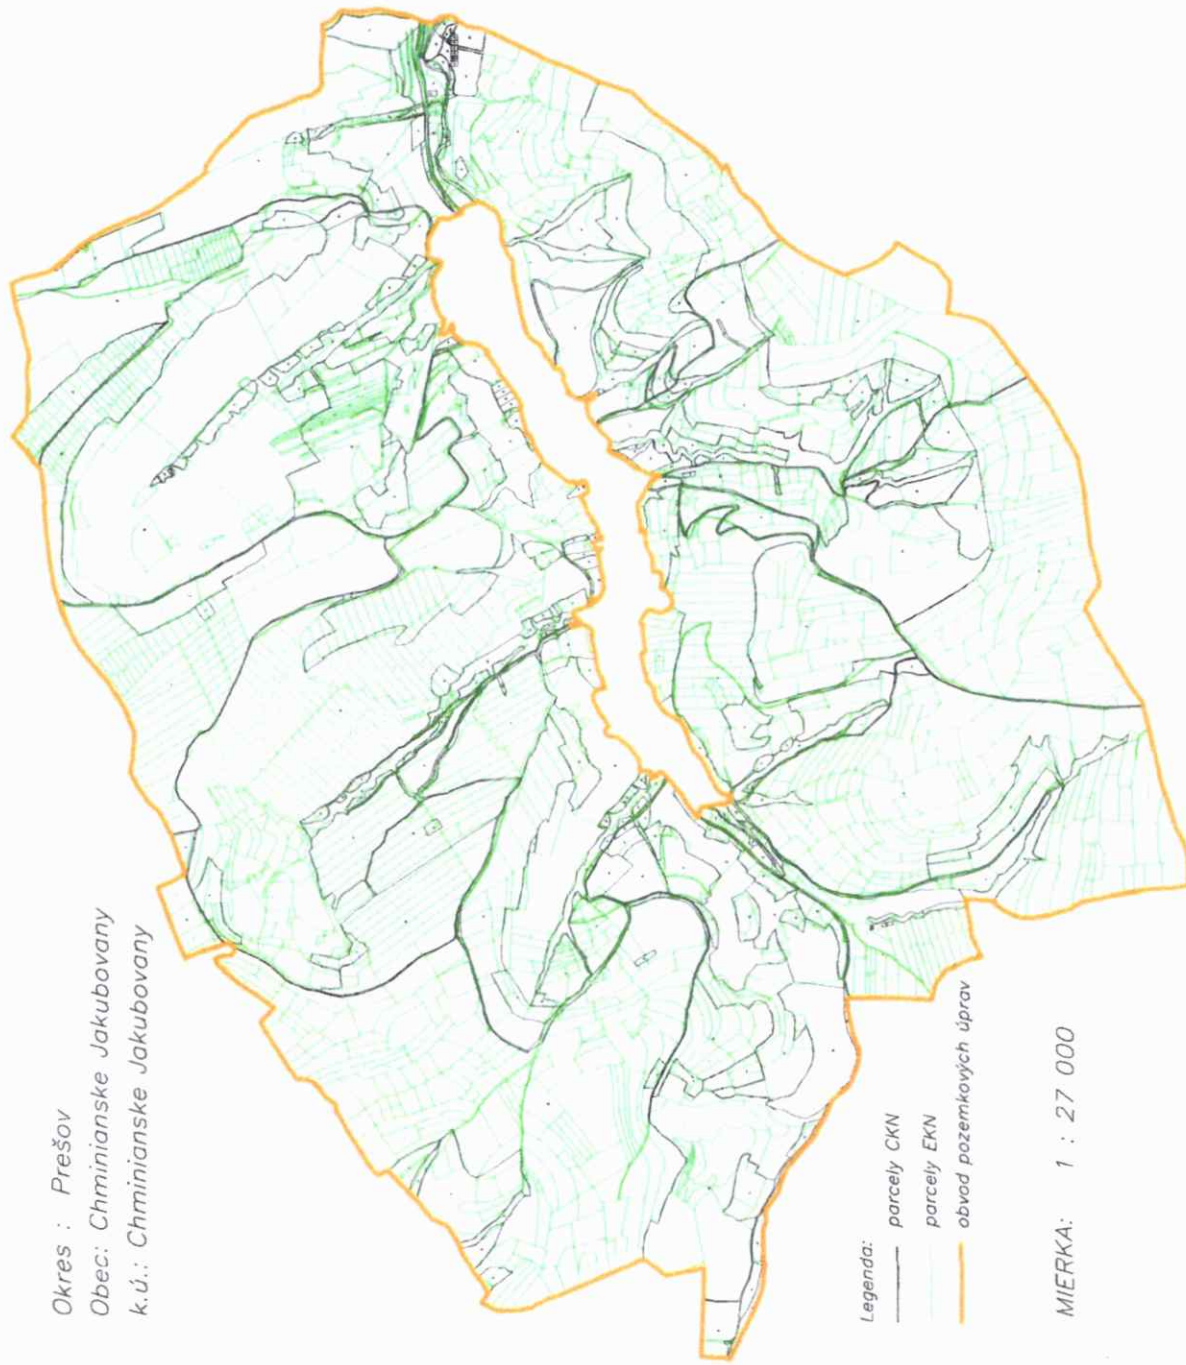 Okres : Prešov
Obec: Chminianske Jakubovany
k.ú.: Chminianske Jakubovany
Legenda:
parcely CKN
parcely EKN
obvod pozemkových úprav
MIERKA: 1 : 27 000